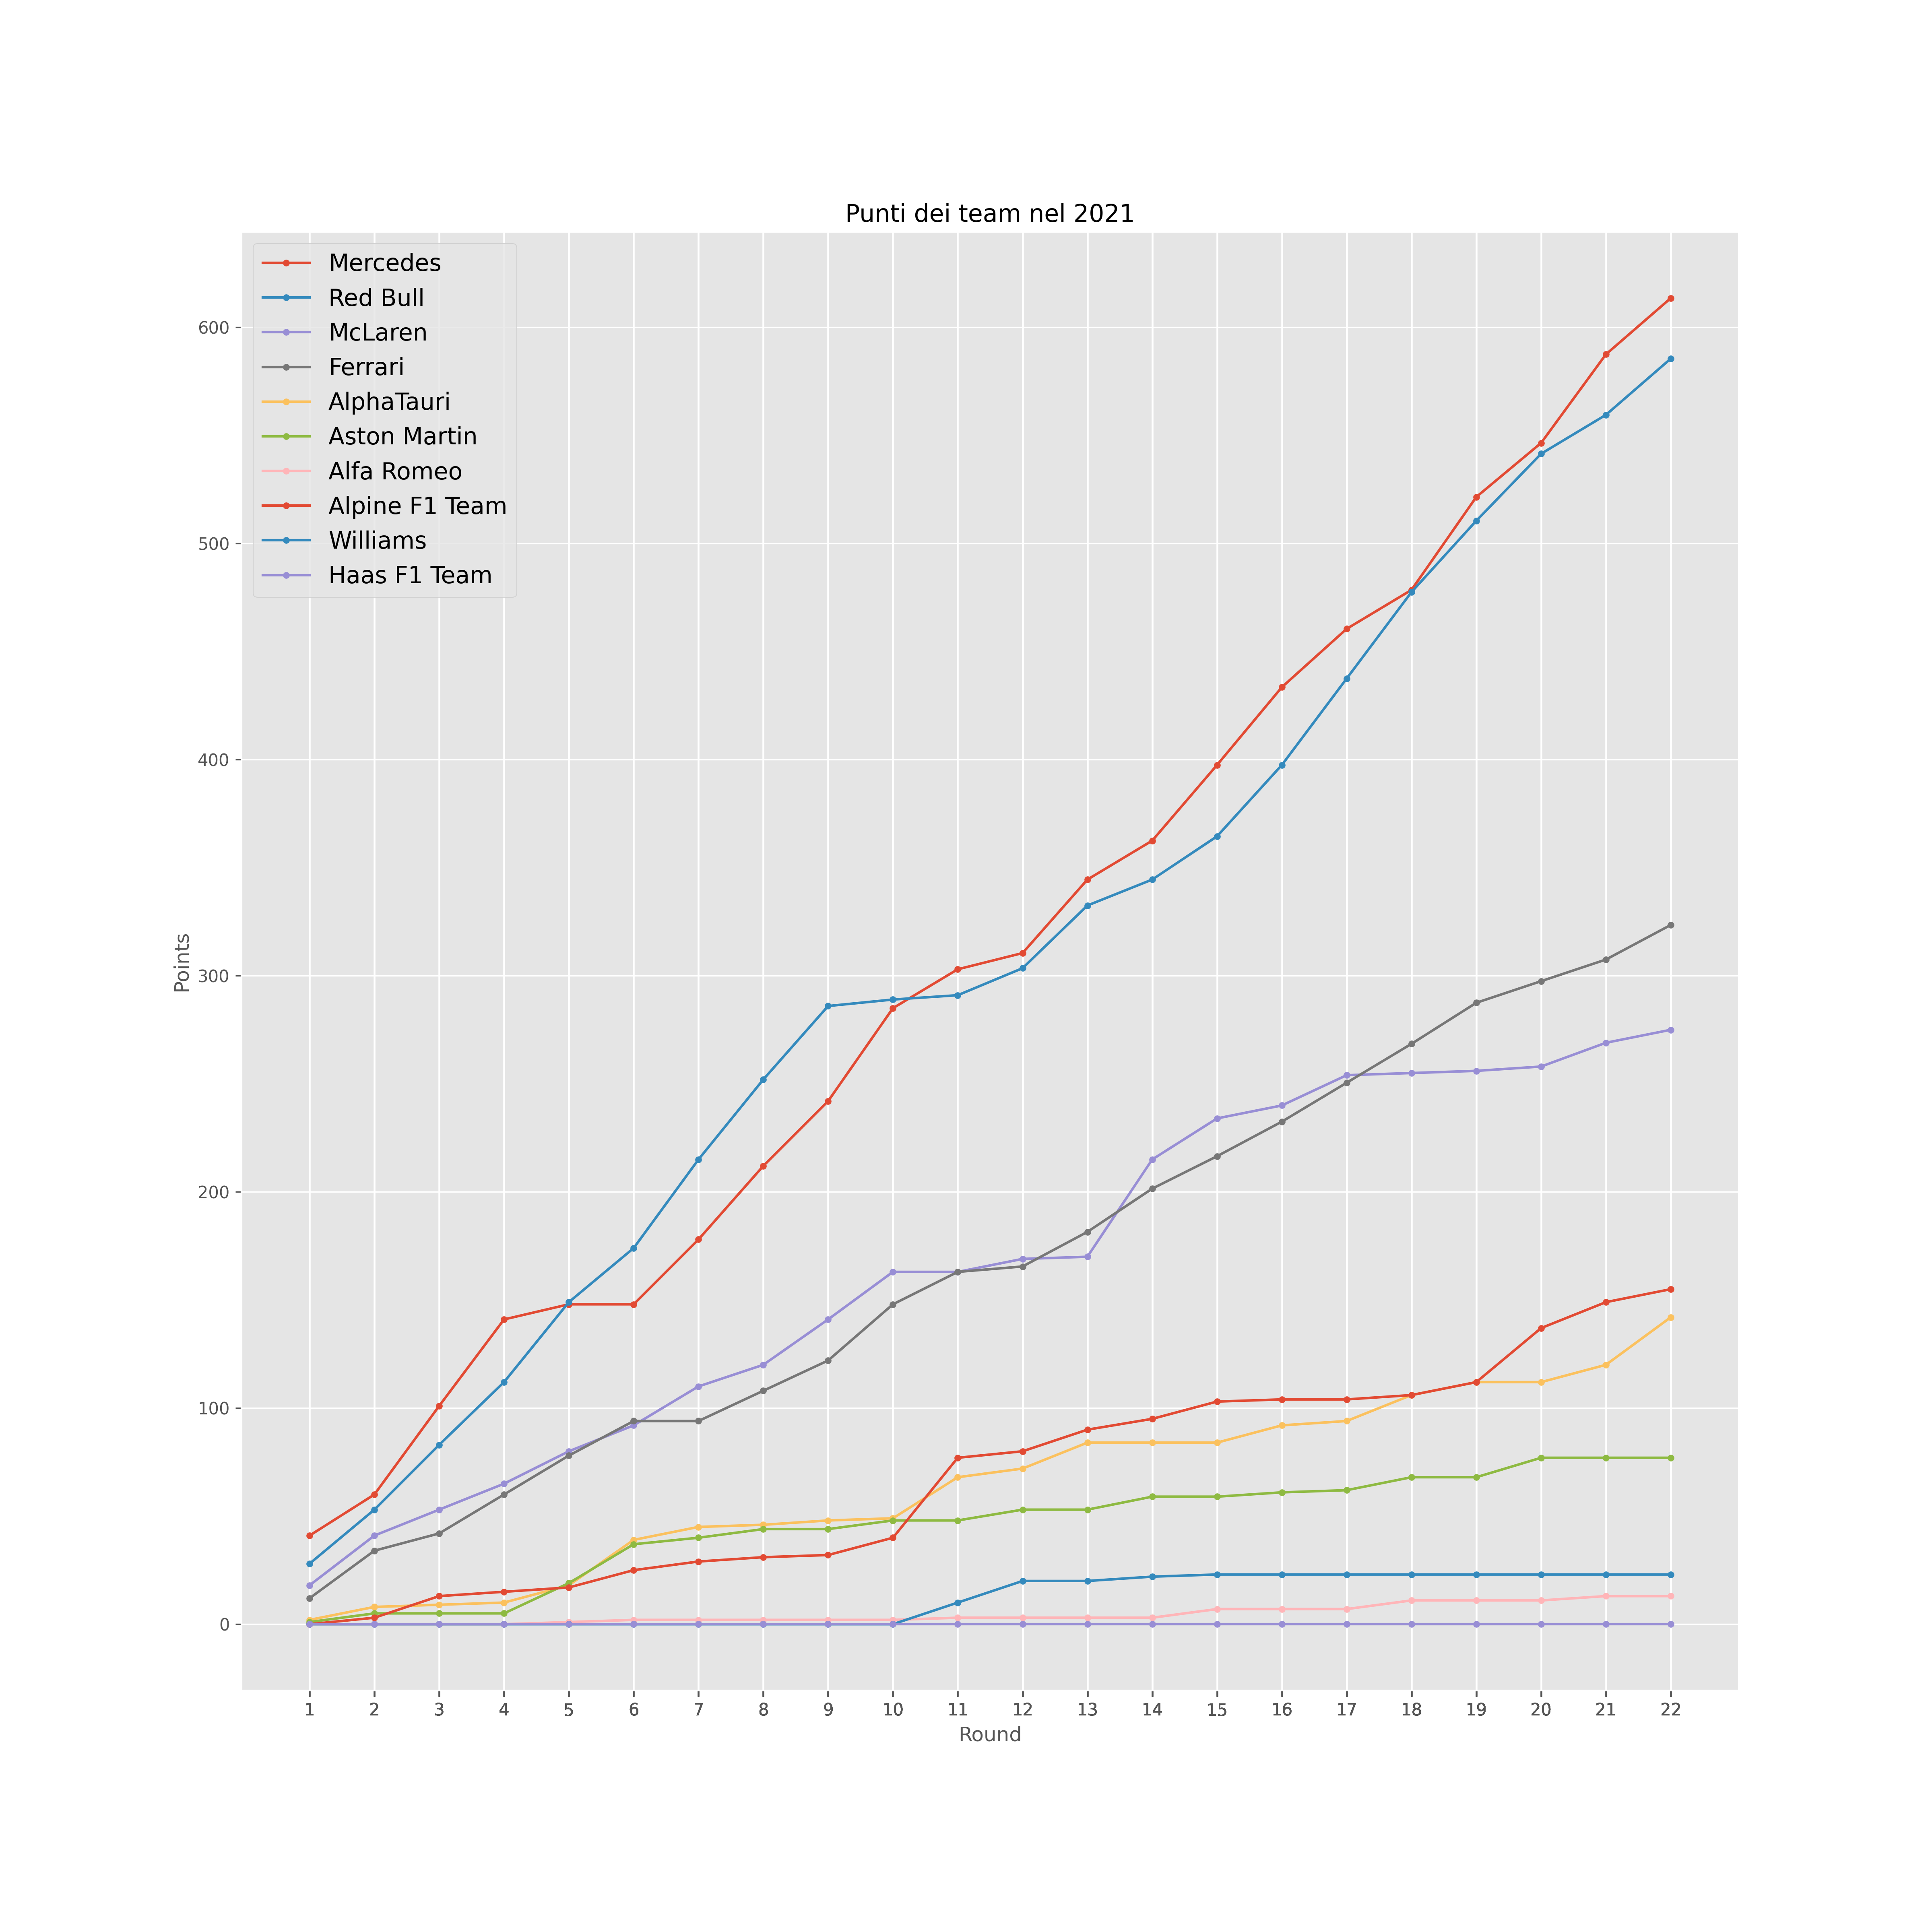 Punti dei team nel 2021
Mercedes
Red Bull
McLaren
Ferrari
AlphaTauri
Aston Martin
Alfa Romeo
Alpine F1 Team
Williams
Haas F1 Team
600
500
400
300
200
100
0
Points
1 2 3 4 5 6 7 8 9 10 11 12 13 14 15 16 17 18 19 20 21 22
Round